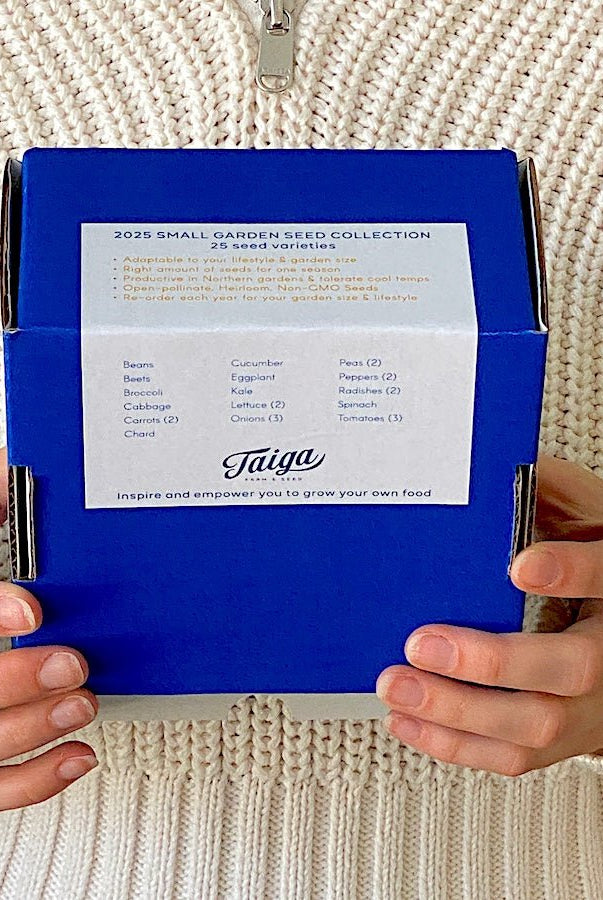 2025 SMALL GARDEN SEED COLLECTION
25 seed varieties
• Adaptable to your lifestyle & garden size
• Right amount of seeds for one season
• Productive in Northern gardens & tolerate cool temps
• Open-pollinate, Heirloom, Non-GMO Seeds
• Re-order each year for your garden size & lifestyle
Beans
Beets
Broccoli
Cabbage
Carrots (2)
Chard
Cucumber
Eggplant
Kale
Lettuce (2)
Onions (3)
Peas (2)
Peppers (2)
Radishes (2)
Spinach
Tomatoes (3)
Taiga
FARM & SEED
Inspire and empower you to grow your own food